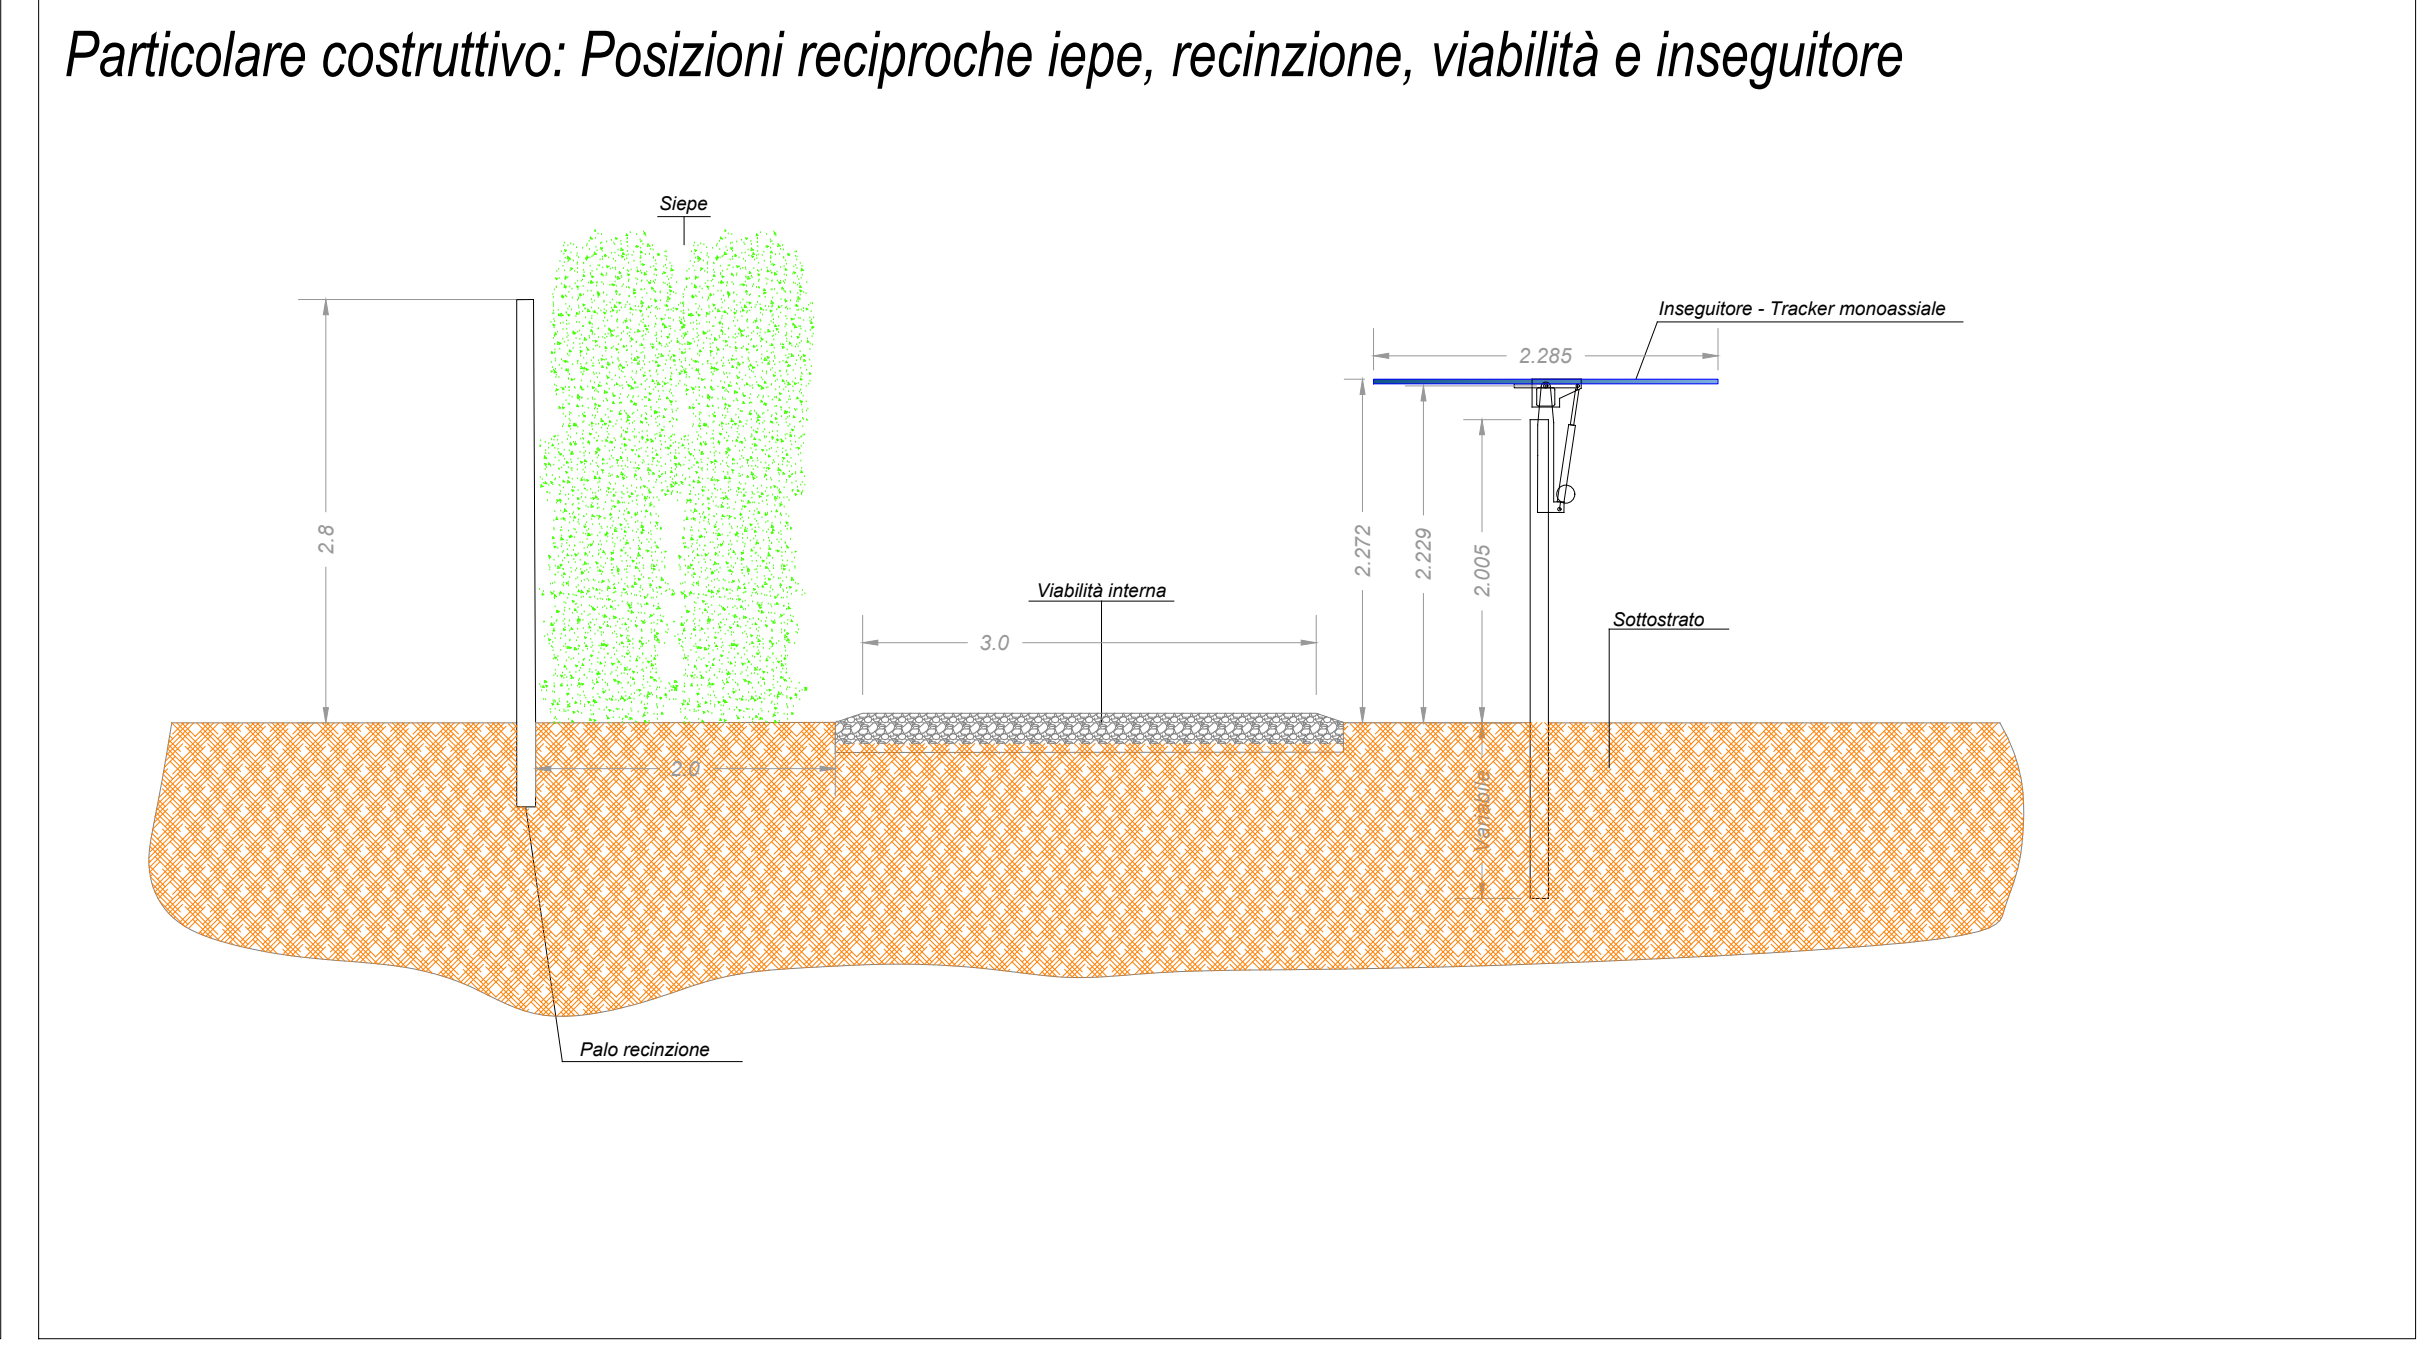 Particolare costruttivo: Posizioni reciproche iepe, recinzione, viabilità e inseguitore
Siepe
Inseguitore - Tracker monoassiale
2.285
2.8
2.272
2.229
2.005
Viabilità interna
3.0
Sottostrato
2.0
Variabile
Palo recinzione